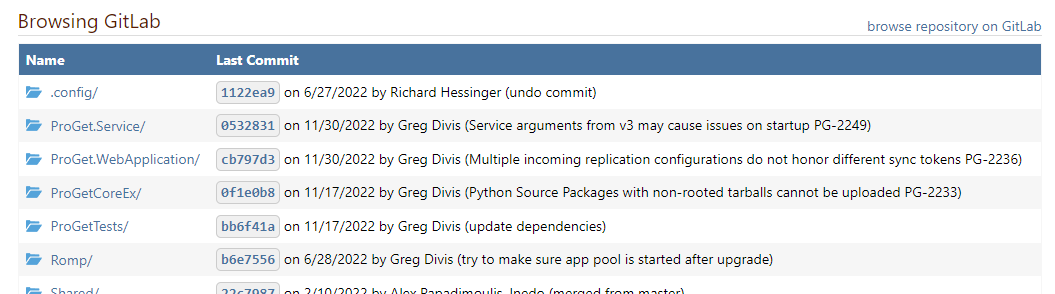 Browsing GitLab
browse repository on GitLab
Name Last Commit
.config/ 1122ea9 on 6/27/2022 by Richard Hessinger (undo commit)
ProGet.Service/ 0532831 on 11/30/2022 by Greg Divis (Service arguments from v3 may cause issues on startup PG-2249)
ProGet.WebApplication/ cb797d3 on 11/30/2022 by Greg Divis (Multiple incoming replication configurations do not honor different sync tokens PG-2236)
ProGetCoreEx/ 0f1e0b8 on 11/17/2022 by Greg Divis (Python Source Packages with non-rooted tarballs cannot be uploaded PG-2233)
ProGetTests/ bb6f41a on 11/17/2022 by Greg Divis (update dependencies)
Romp/ b6e7556 on 6/28/2022 by Greg Divis (try to make sure app pool is started after upgrade)
Shared/ 22c7987 on 2/10/2022 by Alex Papadimoulis, Inedo (merged from master)